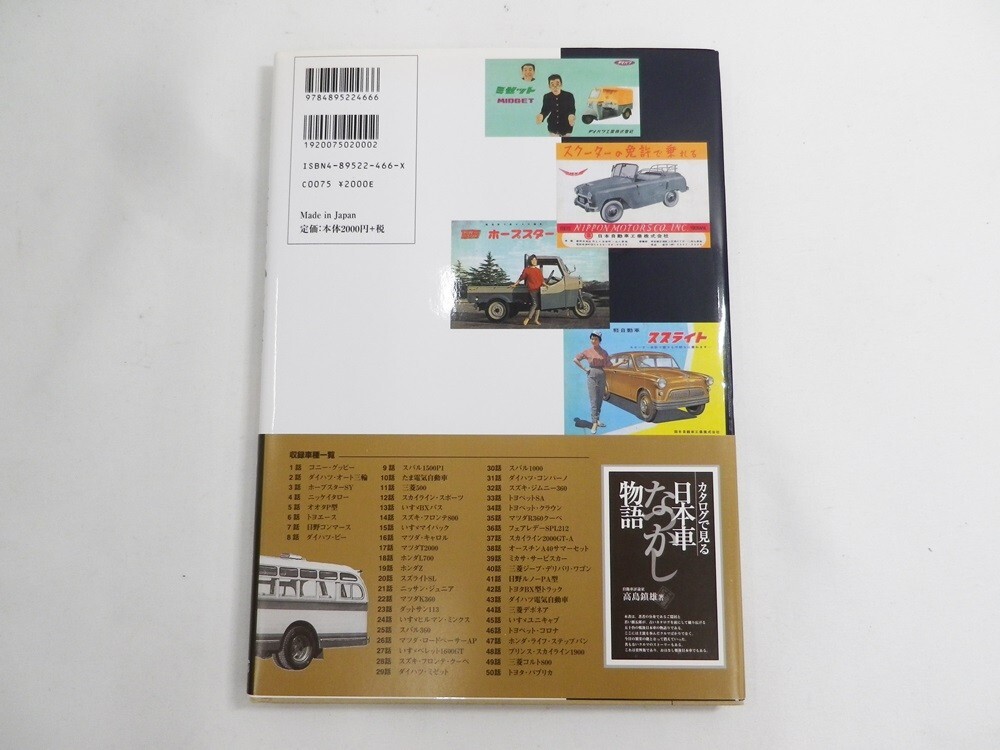 9784895224666
1920075020002
ISBN4-89522-466-X
C0075 ¥2000E
Made in Japan
定価:本体2000円+税
ミゼット
MIDGET
ダイハツ工業株式会社
スクーターの免許で乗れる
NIPPON MOTORS CO. INC
日本自動車工業株式会社
ホープスター
軽自動車
スズライト
収録車種一覧
1話 コニー・グッピー
2話 ダイハツ・オート三輪
3話 ホープスターSY
4話 ニッケイタロー
5話 オオタP型
6話 トヨエース
7話 日野コンマース
8話 ダイハツ・ビー
9話 スバル1500P1
10話 たま電気自動車
11話 三菱500
12話 スカイライン・スポーツ
13話 いすゞBXバス
14話 スズキ・フロンテ800
15話 いすゞマイパック
16話 マツダ・キャロル
17話 マツダT2000
18話 ホンダL700
19話 ホンダZ
20話 スズライトSL
21話 ニッサン・ジュニア
22話 マツダK360
23話 ダットサン113
24話 いすゞヒルマン・ミンクス
25話 スバル360
26話 マツダ・ロードペーサーAP
27話 いすゞベレット1600GT
28話 スズキ・フロンテ・クーペ
29話 ダイハツ・ミゼット
30話 スバル1000
31話 ダイハツ・コンパーノ
32話 スズキ・ジムニー360
33話 トヨペットSA
34話 トヨペット・クラウン
35話 マツダR360クーペ
36話 フェアレデーSPL212
37話 スカイライン2000GT-A
38話 オースチンA40サマーセット
39話 ミカサ・サービスカー
40話 三菱ジープ・デリバリ・ワゴン
41話 日野ルノーPA型
42話 トヨタBX型トラック
43話 ダイハツ電気自動車
44話 三菱デボネア
45話 いすゞユニキャブ
46話 トヨペット・コロナ
47話 ホンダ・ライフ・ステップバン
48話 プリンス・スカイライン1900
49話 三菱コルト800
50話 トヨタ・パブリカ
カタログで見る
日本車
なつかし
物語
高島鎮雄 著